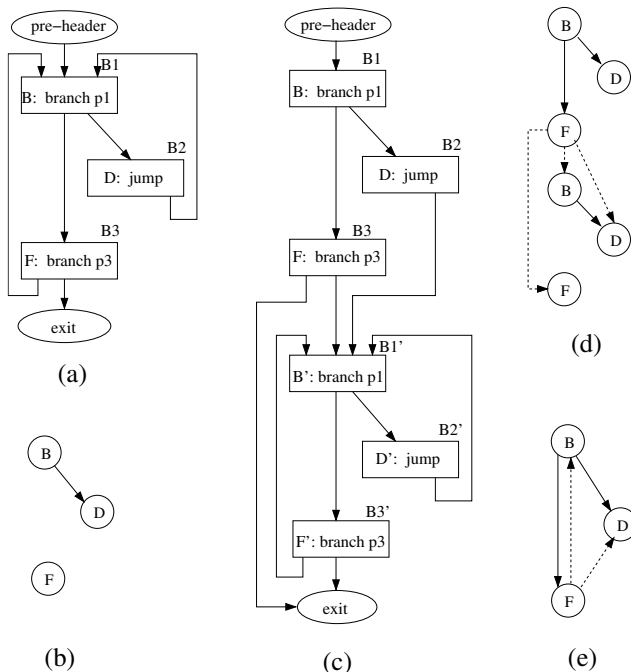 pre-header
B1
B: branch p1
B2
D: jump
B3
F: branch p3
exit
(a)
B
D
F
(b)
pre-header
B1
B: branch p1
B2
D: jump
B3
F: branch p3
B1'
B': branch p1
B2'
D': jump
B3'
F': branch p3
exit
(c)
B
D
F
B
D
F
(d)
B
D
F
(e)